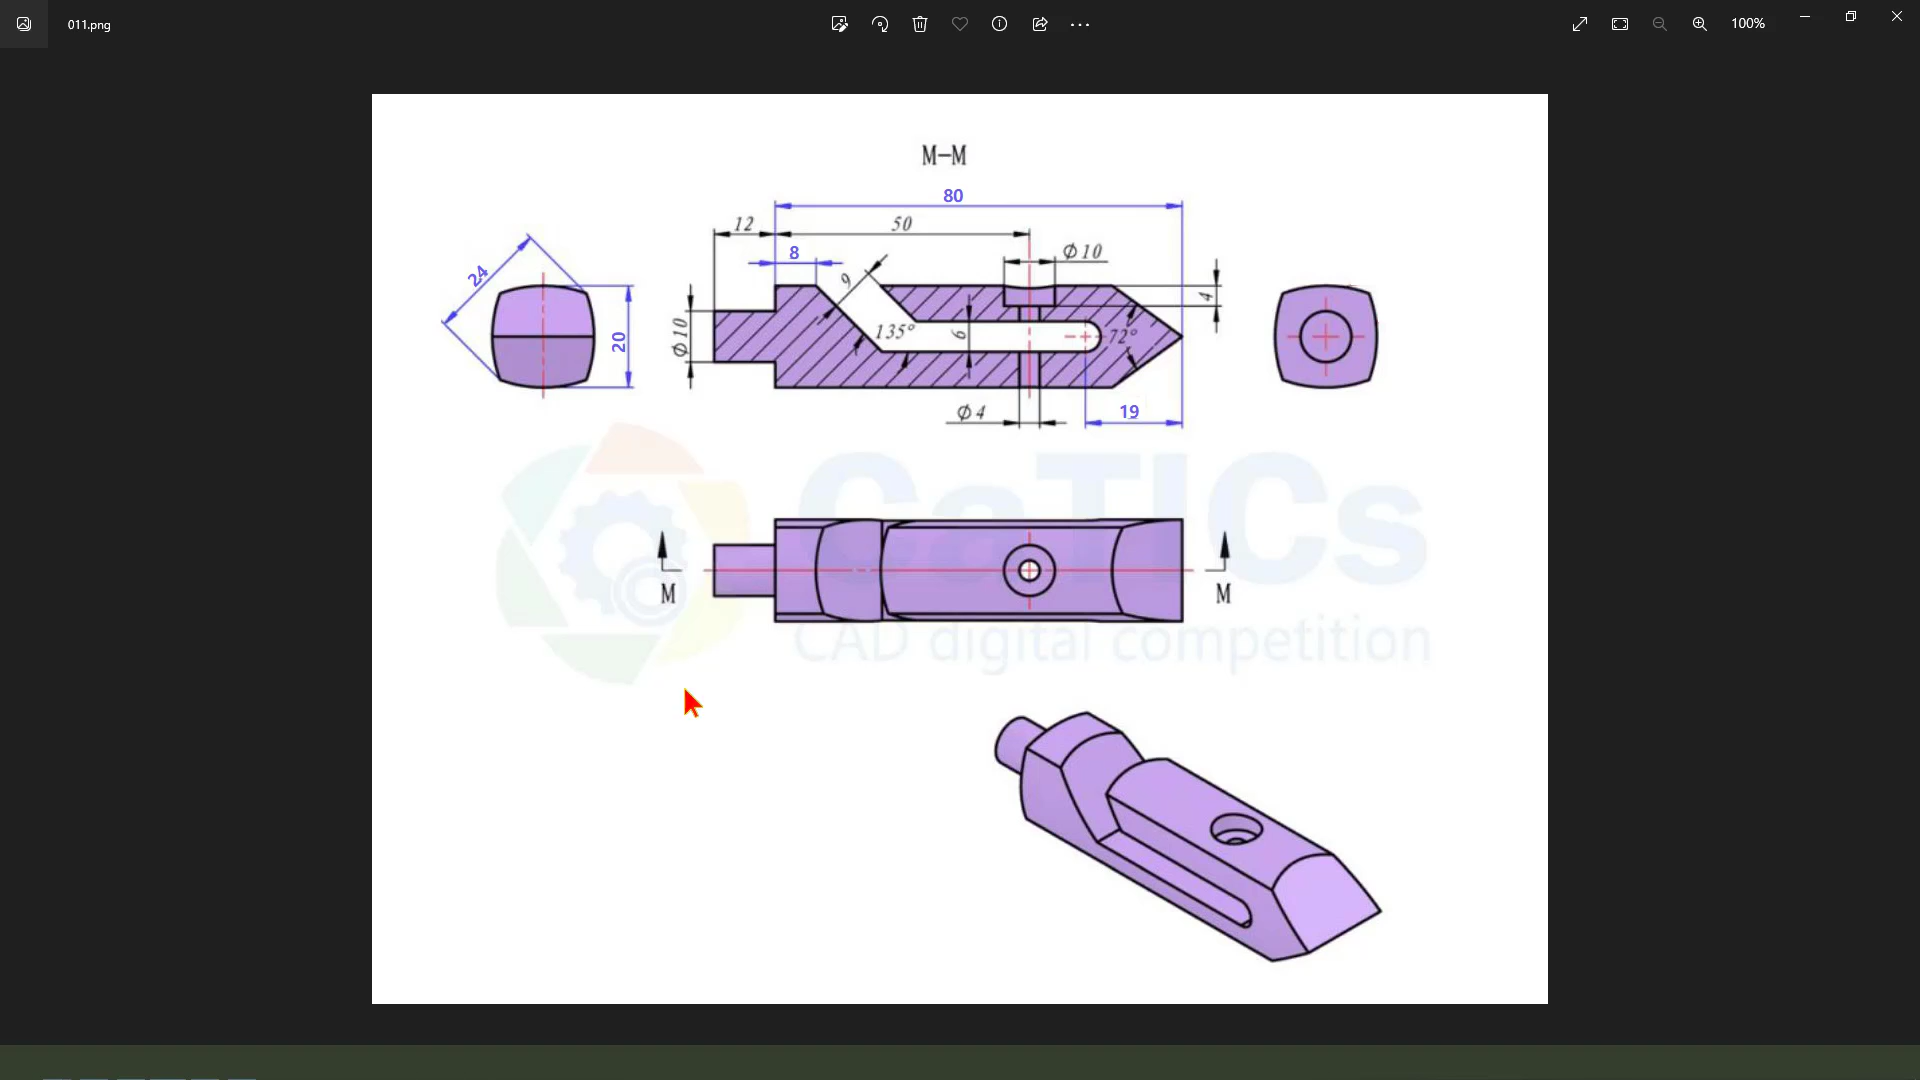 011.png
100%
M-M
80
12
50
8
9
Φ10
24
20
Φ10
135°
6
72°
4
Φ4
19
CaTICs
M
M
CAD digital competition